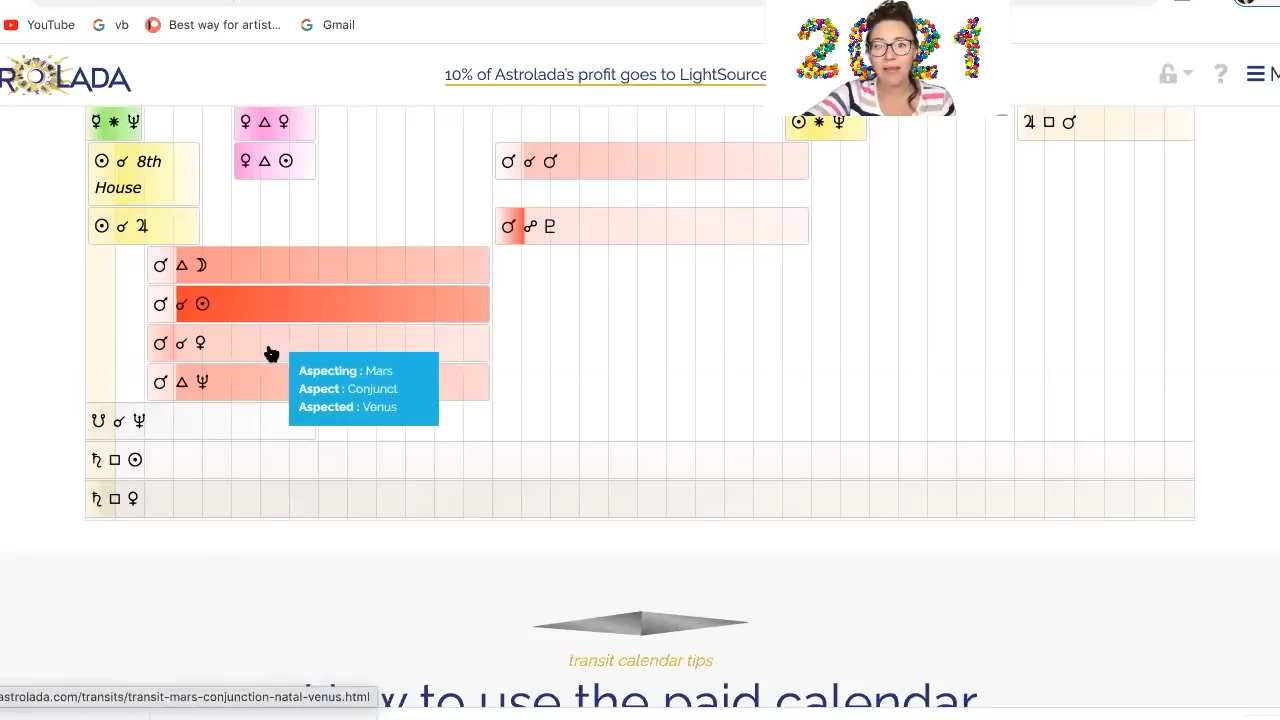 YouTube
vb
Best way for artist...
Gmail
2021
ROLADA
10% of Astrolada's profit goes to LightSource
M
☿ ⚹ ♆
♀ △ ♀
☉ ⚹ ♆
♃ □ ♂
☉ ☌ 8th
House
♀ △ ☉
♂ ☌ ♂
☉ ☌ ♃
♂ ☍ ♇
♂ △ ☽
♂ ☌ ☉
♂ ☌ ♀
Aspecting : Mars
Aspect : Conjunct
Aspected : Venus
♂ △ ♆
☋ ☌ ♆
♄ □ ☉
♄ □ ♀
transit calendar tips
to use the paid calendar
astrolada.com/transits/transit-mars-conjunction-natal-venus.html